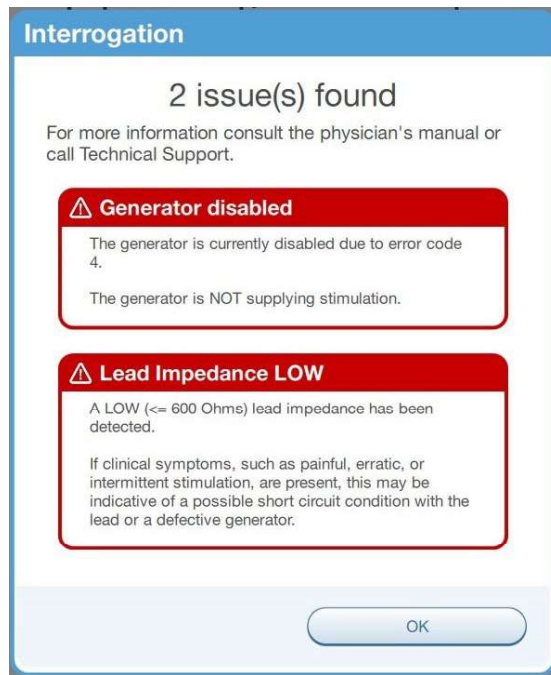 Interrogation
2 issue(s) found
For more information consult the physician's manual or
call Technical Support.
Generator disabled
The generator is currently disabled due to error code
4.
The generator is NOT supplying stimulation.
Lead Impedance LOW
A LOW (<= 600 Ohms) lead impedance has been
detected.
If clinical symptoms, such as painful, erratic, or
intermittent stimulation, are present, this may be
indicative of a possible short circuit condition with the
lead or a defective generator.
OK